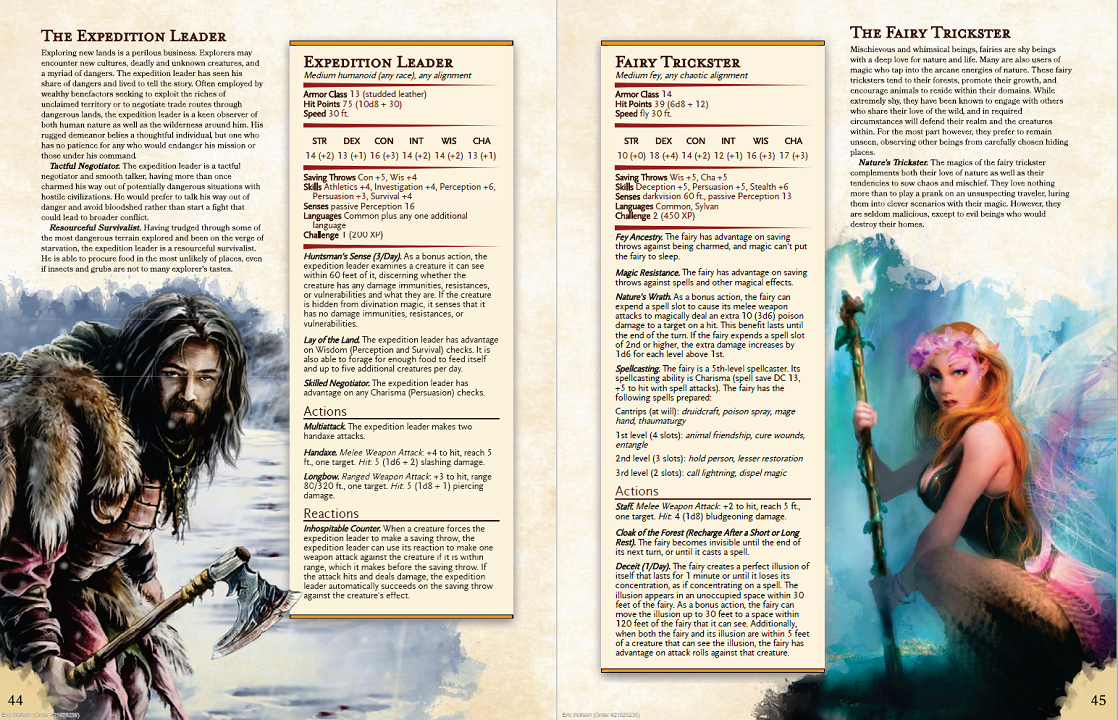 THE EXPEDITION LEADER
Exploring new lands is a perilous business. Explorers may
encounter new cultures, deadly and unknown creatures, and
a myriad of dangers. The expedition leader has seen his
share of dangers and lived to tell the story. Often employed by
wealthy benefactors seeking to exploit the riches of
unclaimed territory or to negotiate trade routes through
dangerous lands, the expedition leader is a keen observer of
both human nature as well as the wilderness around him. His
rugged demeanor belies a thoughtful individual, but one who
has no patience for any who would endanger his mission or
those under his command.
Tactful Negotiator. The expedition leader is a tactful
negotiator and smooth talker, having more than once
charmed his way out of potentially dangerous situations with
hostile civilizations. He would prefer to talk his way out of
danger and avoid bloodshed rather than start a fight that
could lead to broader conflict.
Resourceful Survivalist. Having trudged through some of
the most dangerous terrain explored and been on the verge of
starvation, the expedition leader is a resourceful survivalist.
He is able to procure food in the most unlikely of places, even
if insects and grubs are not to many explorer's tastes.
EXPEDITION LEADER
Medium humanoid (any race), any alignment
Armor Class 13 (studded leather)
Hit Points 75 (10d8 + 30)
Speed 30 ft.
STR DEX CON INT WIS CHA
14 (+2) 13 (+1) 16 (+3) 14 (+2) 14 (+2) 13 (+1)
Saving Throws Con +5, Wis +4
Skills Athletics +4, Investigation +4, Perception +6,
Persuasion +3, Survival +4
Senses passive Perception 16
Languages Common plus any one additional
language
Challenge 1 (200 XP)
Huntsman's Sense (3/Day). As a bonus action, the
expedition leader examines a creature it can see
within 60 feet of it, discerning whether the
creature has any damage immunities, resistances,
or vulnerabilities and what they are. If the creature
is hidden from divination magic, it senses that it
has no damage immunities, resistances, or
vulnerabilities.
Lay of the Land. The expedition leader has advantage
on Wisdom (Perception and Survival) checks. It is
also able to forage for enough food to feed itself
and up to five additional creatures per day.
Skilled Negotiator. The expedition leader has
advantage on any Charisma (Persuasion) checks.
Actions
Multiattack. The expedition leader makes two
handaxe attacks.
Handaxe. Melee Weapon Attack: +4 to hit, reach 5
ft., one target. Hit: 5 (1d6 + 2) slashing damage.
Longbow. Ranged Weapon Attack: +3 to hit, range
80/320 ft., one target. Hit: 5 (1d8 + 1) piercing
damage.
Reactions
Inhospitable Counter. When a creature forces the
expedition leader to make a saving throw, the
expedition leader can use its reaction to make one
weapon attack against the creature if it is within
range, which it makes before the saving throw. If
the attack hits and deals damage, the expedition
leader automatically succeeds on the saving throw
against the creature's effect.
44
Eric Watson (Order #21629236)
FAIRY TRICKSTER
Medium fey, any chaotic alignment
Armor Class 14
Hit Points 39 (6d8 + 12)
Speed fly 30 ft.
STR DEX CON INT WIS CHA
10 (+0) 18 (+4) 14 (+2) 12 (+1) 16 (+3) 17 (+3)
Saving Throws Wis +5, Cha +5
Skills Deception +5, Persuasion +5, Stealth +6
Senses darkvision 60 ft., passive Perception 13
Languages Common, Sylvan
Challenge 2 (450 XP)
Fey Ancestry. The fairy has advantage on saving
throws against being charmed, and magic can't put
the fairy to sleep.
Magic Resistance. The fairy has advantage on saving
throws against spells and other magical effects.
Nature's Wrath. As a bonus action, the fairy can
expend a spell slot to cause its melee weapon
attacks to magically deal an extra 10 (3d6) poison
damage to a target on a hit. This benefit lasts until
the end of the turn. If the fairy expends a spell slot
of 2nd or higher, the extra damage increases by
1d6 for each level above 1st.
Spellcasting. The fairy is a 5th-level spellcaster. Its
spellcasting ability is Charisma (spell save DC 13,
+5 to hit with spell attacks). The fairy has the
following spells prepared:
Cantrips (at will): druidcraft, poison spray, mage
hand, thaumaturgy
1st level (4 slots): animal friendship, cure wounds,
entangle
2nd level (3 slots): hold person, lesser restoration
3rd level (2 slots): call lightning, dispel magic
Actions
Staff. Melee Weapon Attack: +2 to hit, reach 5 ft.,
one target. Hit: 4 (1d8) bludgeoning damage.
Cloak of the Forest (Recharge After a Short or Long
Rest). The fairy becomes invisible until the end of
its next turn, or until it casts a spell.
Deceit (1/Day). The fairy creates a perfect illusion of
itself that lasts for 1 minute or until it loses its
concentration, as if concentrating on a spell. The
illusion appears in an unoccupied space within 30
feet of the fairy. As a bonus action, the fairy can
move the illusion up to 30 feet to a space within
120 feet of the fairy that it can see. Additionally,
when both the fairy and its illusion are within 5 feet
of a creature that can see the illusion, the fairy has
advantage on attack rolls against that creature.
THE FAIRY TRICKSTER
Mischievous and whimsical beings, fairies are shy beings
with a deep love for nature and life. Many are also users of
magic who tap into the arcane energies of nature. These fairy
tricksters tend to their forests, promote their growth, and
encourage animals to reside within their domains. While
extremely shy, they have been known to engage with others
who share their love of the wild, and in required
circumstances will defend their realm and the creatures
within. For the most part however, they prefer to remain
unseen, observing other beings from carefully chosen hiding
places.
Nature's Trickster. The magics of the fairy trickster
complements both their love of nature as well as their
tendencies to sow chaos and mischief. They love nothing
more than to play a prank on an unsuspecting traveler, luring
them into clever scenarios with their magic. However, they
are seldom malicious, except to evil beings who would
destroy their homes.
45
Eric Watson (Order #21629236)